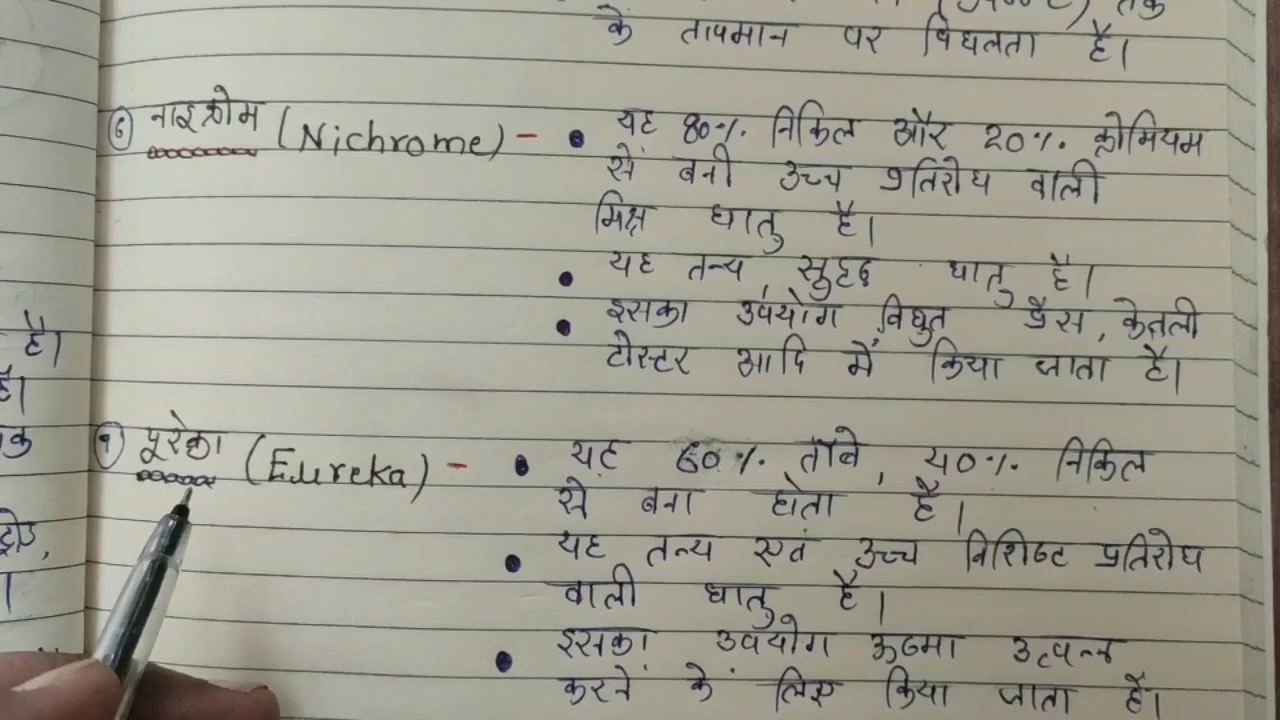 तक
के तापमान पर पिघलता है।
⑥ नाइक्रोम (Nichrome) - • यह 80% निकिल और 20% क्रोमियम
से बनी उच्च प्रतिरोध वाली
मिश्र धातु है।
• यह तन्य, सुदृढ धातु है।
• इसका उपयोग विधुत प्रैस, केतली
टोस्टर आदि में किया जाता है।
है।
है।
यूरेका (Eureka) - • यह 60% ताँबे, 40% निकिल
से बना होता है।
• यह तन्य एवं उच्च विशिष्ट प्रतिरोध
वाली धातु है।
• इसका उपयोग ऊष्मा उत्पन्न
करने के लिए किया जाता है।